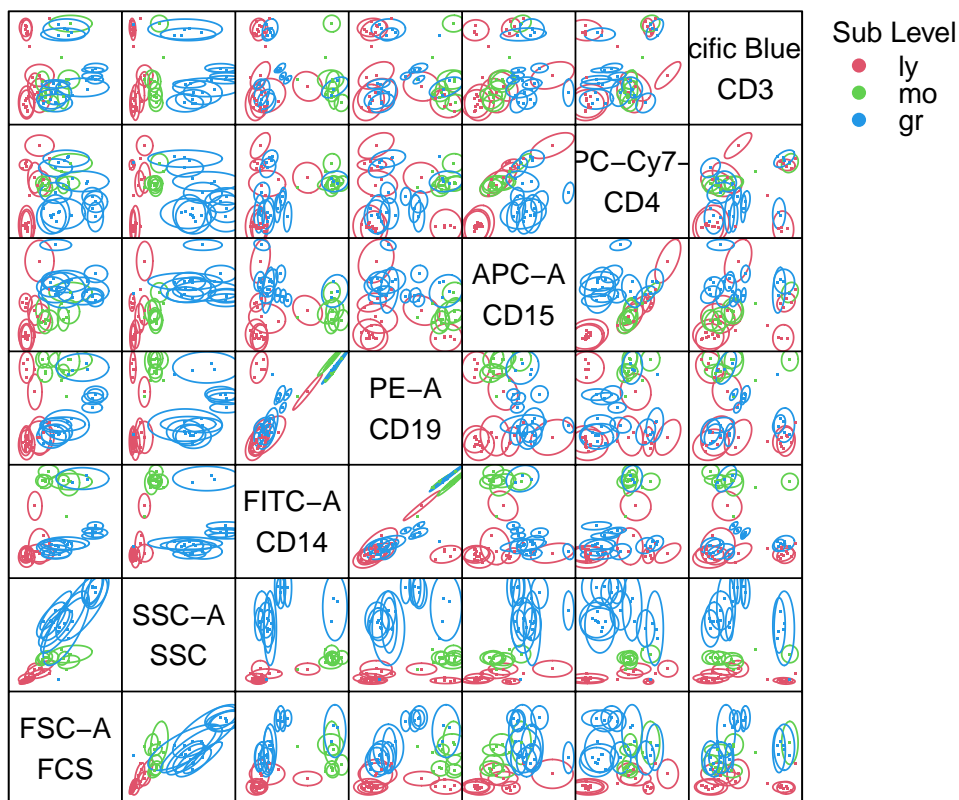 Sub Level
ly
mo
gr
cific Blue
CD3
PC−Cy7−
CD4
APC−A
CD15
PE−A
CD19
FITC−A
CD14
SSC−A
SSC
FSC−A
FCS